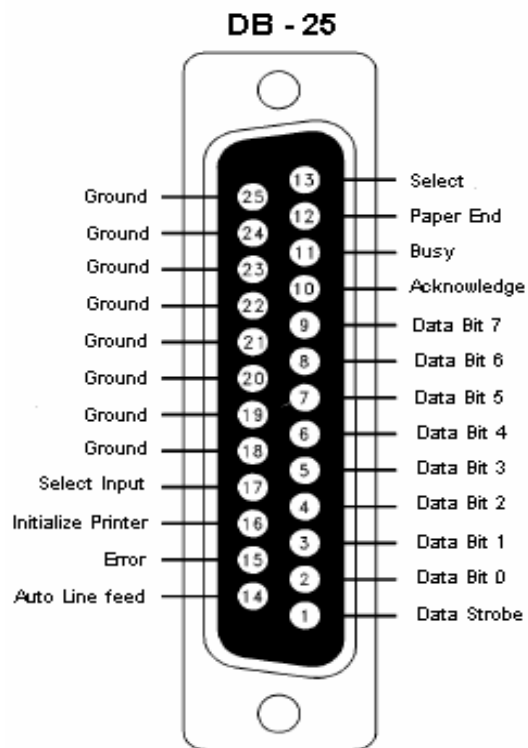 DB - 25
Ground 25
Ground 24
Ground 23
Ground 22
Ground 21
Ground 20
Ground 19
Ground 18
Select Input 17
Initialize Printer 16
Error 15
Auto Line feed 14
13 Select
12 Paper End
11 Busy
10 Acknowledge
9 Data Bit 7
8 Data Bit 6
7 Data Bit 5
6 Data Bit 4
5 Data Bit 3
4 Data Bit 2
3 Data Bit 1
2 Data Bit 0
1 Data Strobe